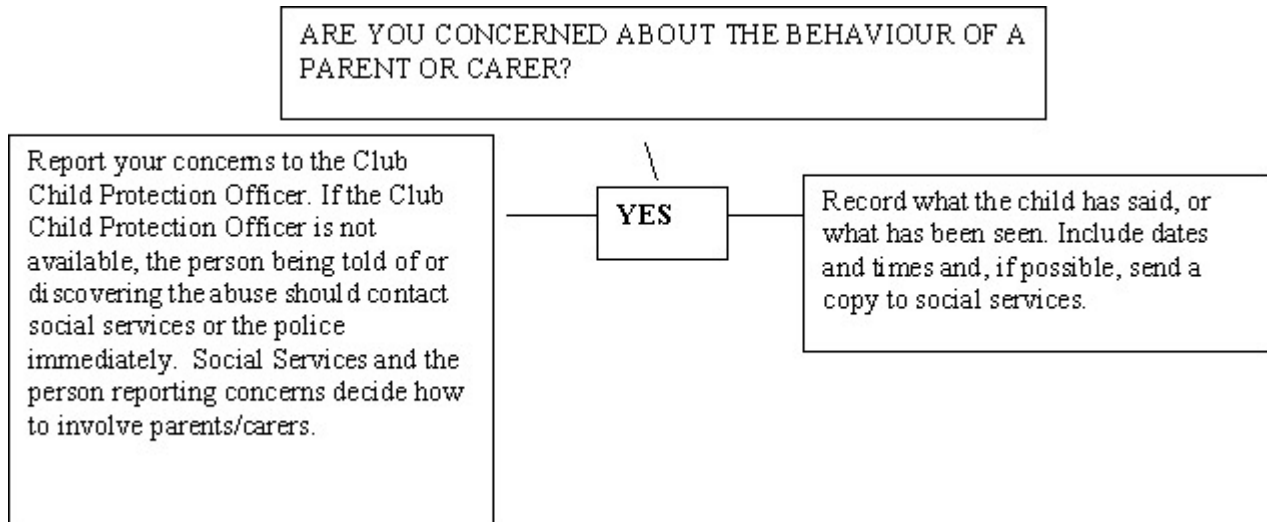 ARE YOU CONCERNED ABOUT THE BEHAVIOUR OF A
PARENT OR CARER?
Report your concerns to the Club
Child Protection Officer. If the Club
Child Protection Officer is not
available, the person being told of or
discovering the abuse should contact
social services or the police
immediately.  Social Services and the
person reporting concerns decide how
to involve parents/carers.
YES
Record what the child has said, or
what has been seen. Include dates
and times and, if possible, send a
copy to social services.